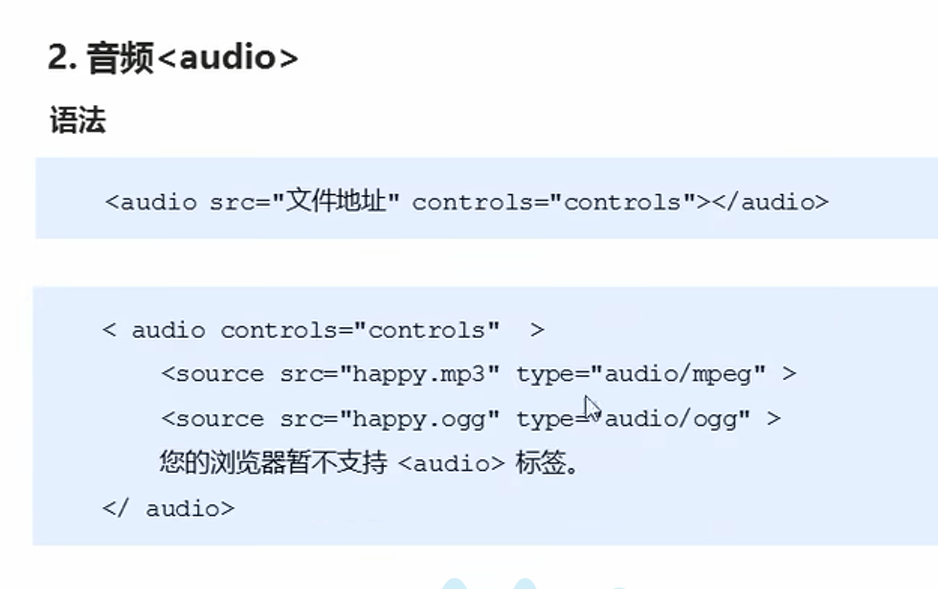 2. 音频<audio>
语法
<audio src="文件地址" controls="controls"></audio>
< audio controls="controls"  >
<source src="happy.mp3" type="audio/mpeg" >
<source src="happy.ogg" type="audio/ogg" >
您的浏览器暂不支持 <audio> 标签。
</ audio>